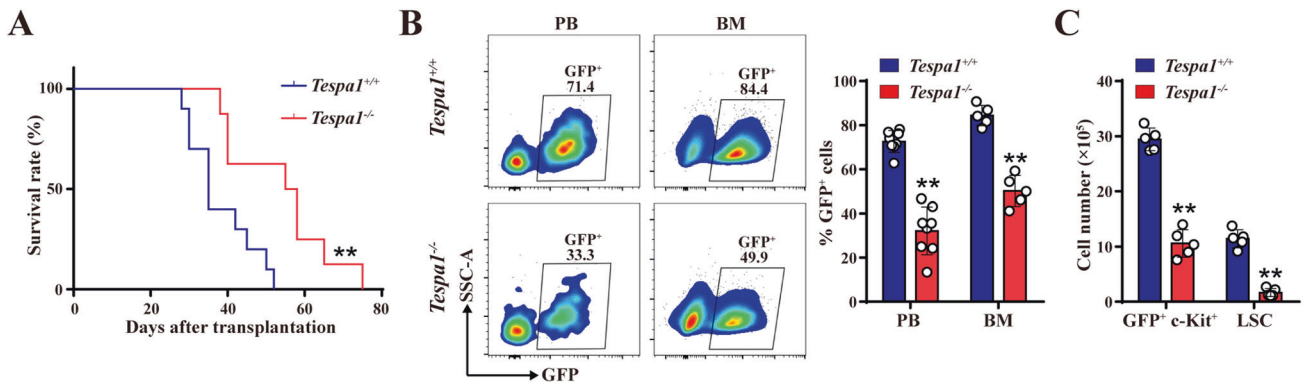 A
Survival rate (%)
100
50
0
0 20 40 60 80
Days after transplantation
Tespa1+/+
Tespa1-/-
**
B
PB BM
Tespa1+/+
GFP+
71.4
GFP+
84.4
Tespa1-/-
GFP+
33.3
GFP+
49.9
SSC-A
GFP
% GFP+ cells
100
80
60
40
20
0
Tespa1+/+
Tespa1-/-
**
**
PB BM
C
Cell number (×10⁵)
40
30
20
10
0
Tespa1+/+
Tespa1-/-
**
**
GFP+ c-Kit+ LSC